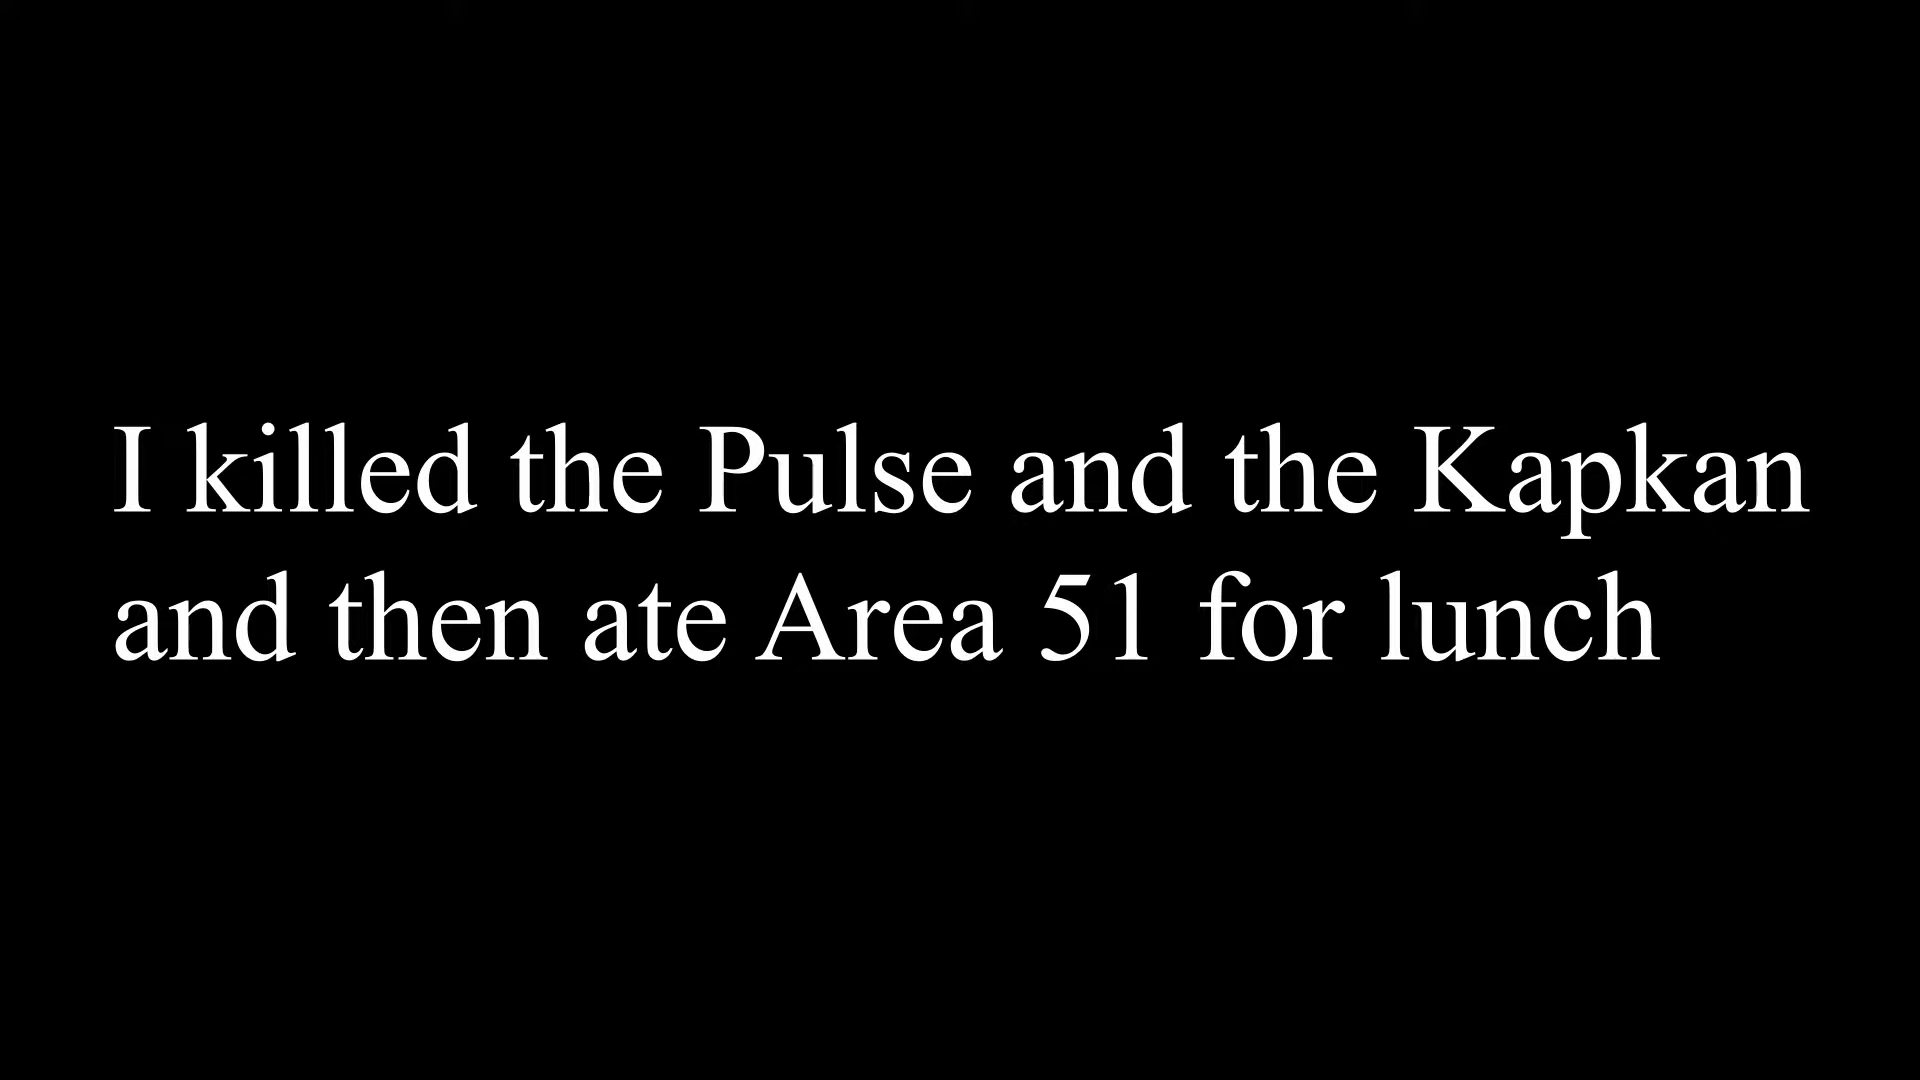 I killed the Pulse and the Kapkan
and then ate Area 51 for lunch